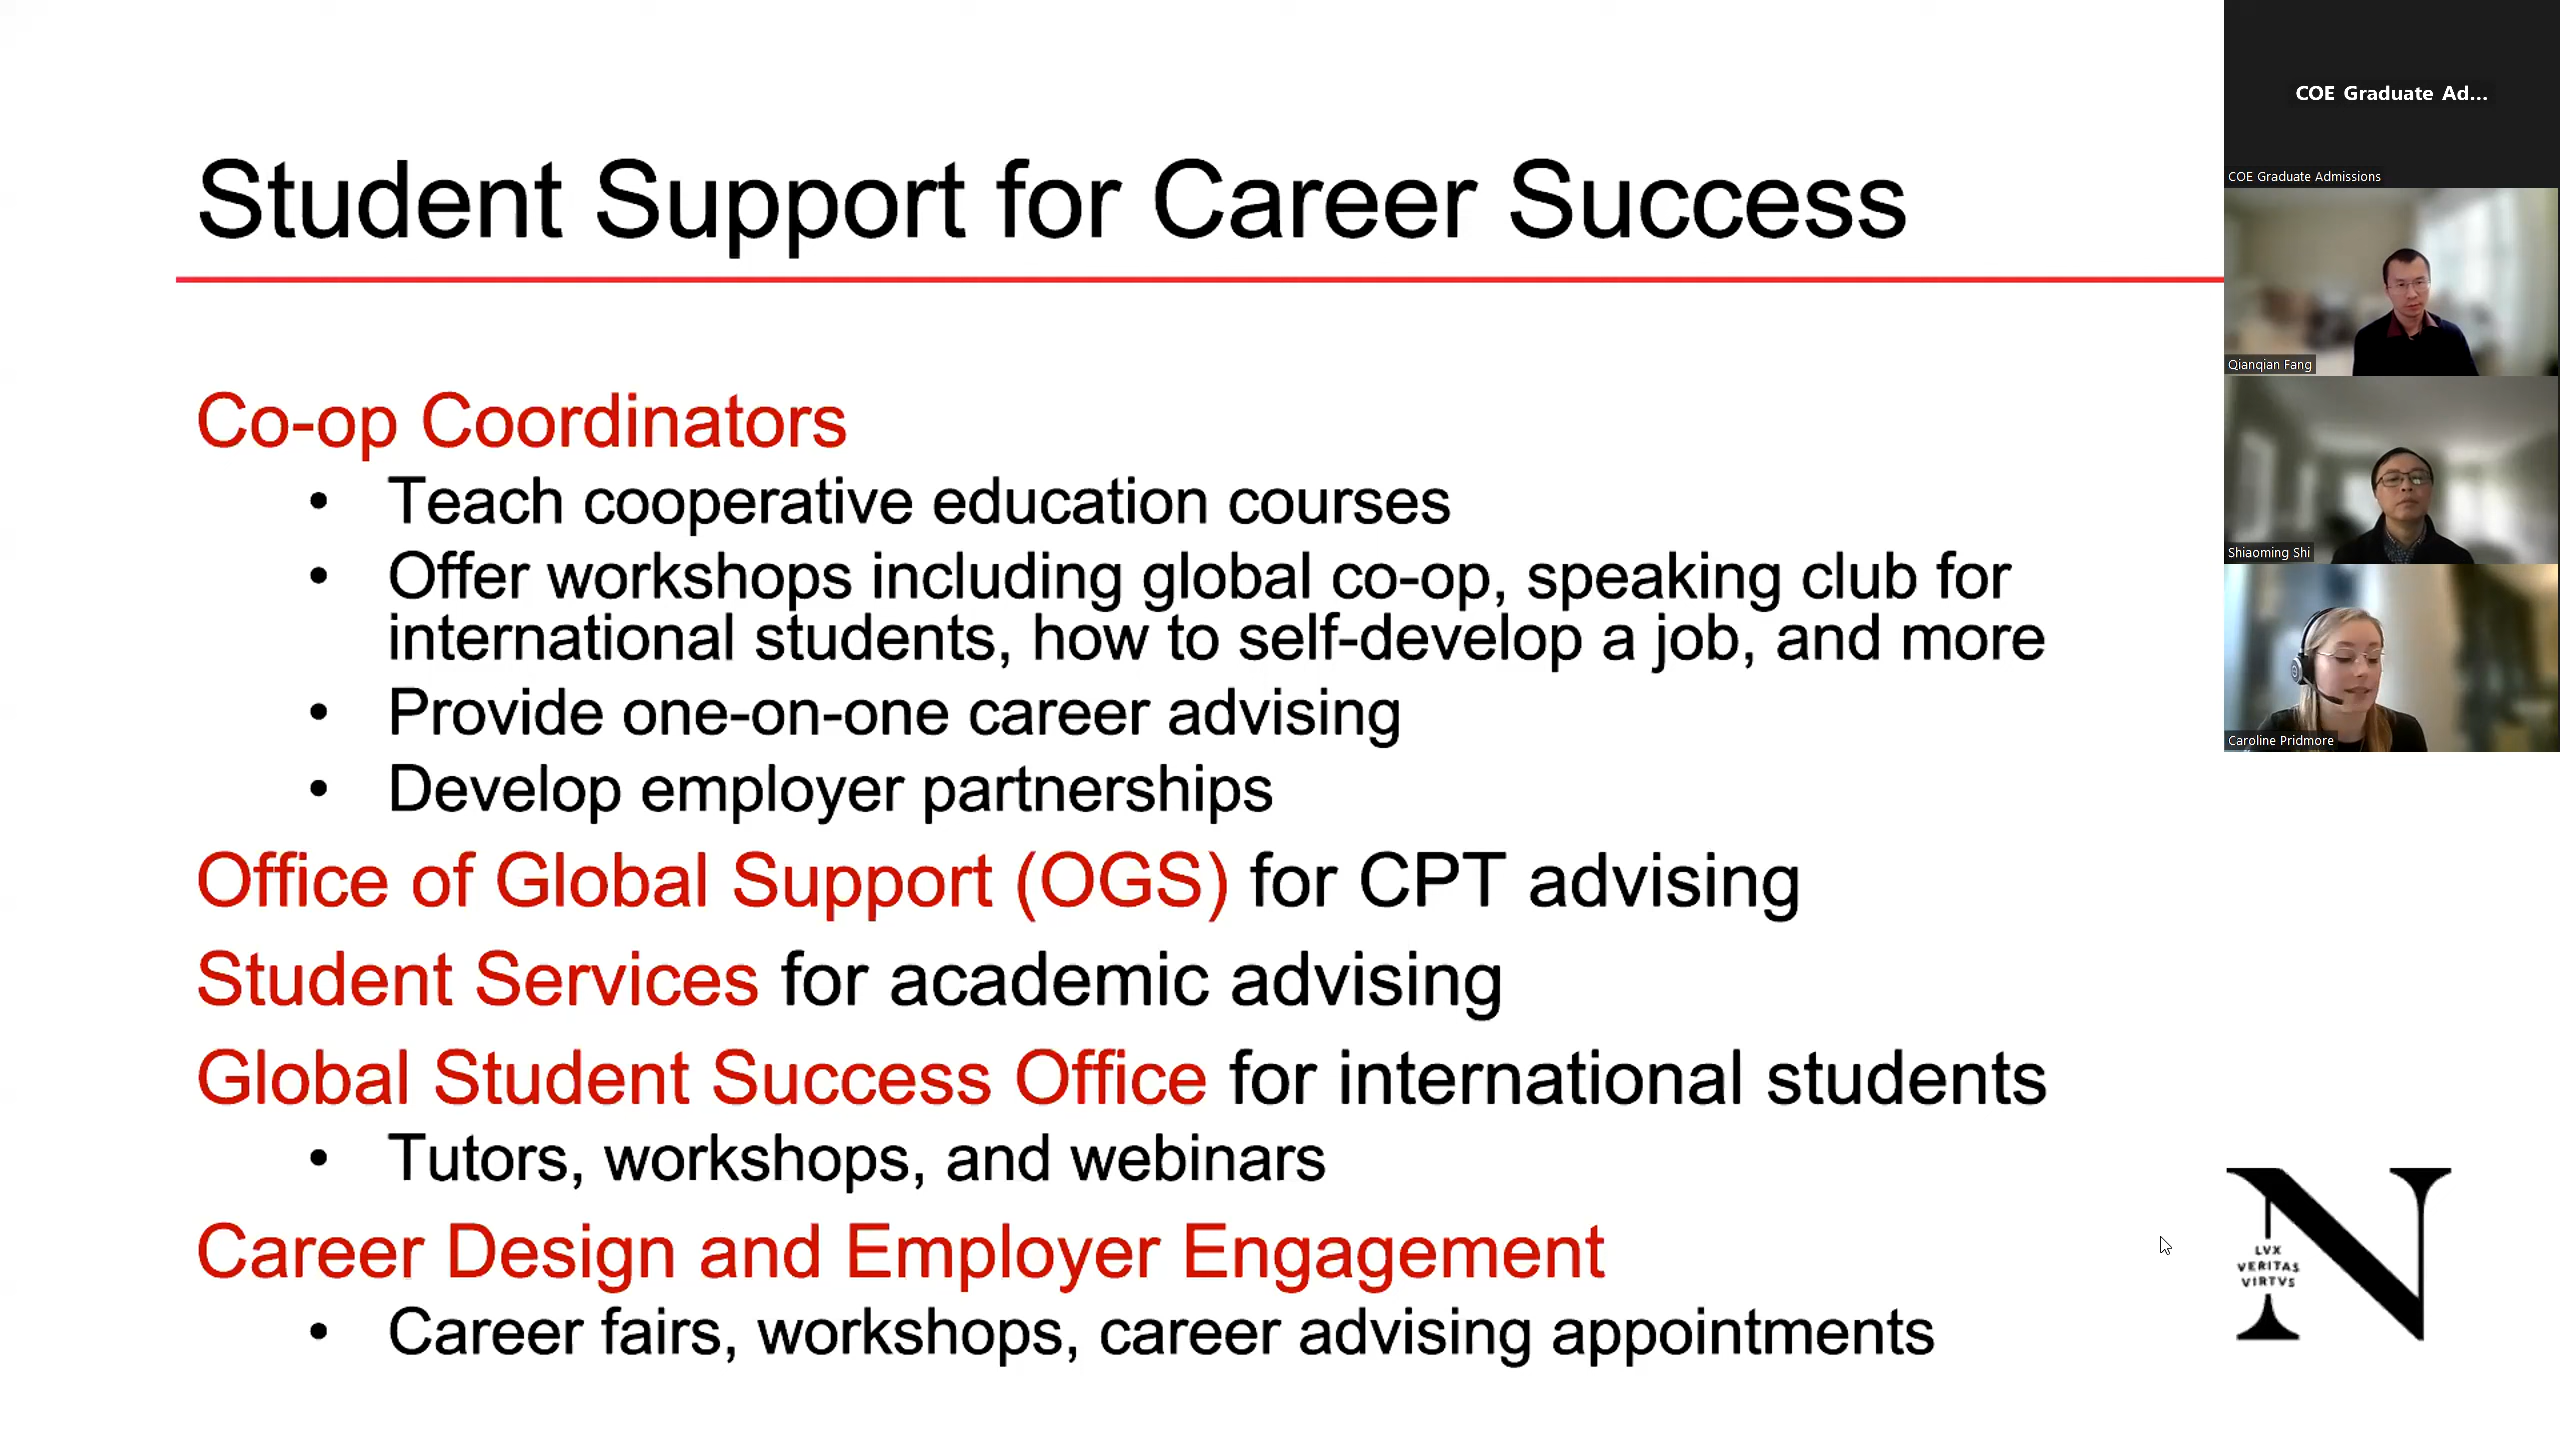 Student Support for Career Success
Co-op Coordinators
• Teach cooperative education courses
• Offer workshops including global co-op, speaking club for
international students, how to self-develop a job, and more
• Provide one-on-one career advising
• Develop employer partnerships
Office of Global Support (OGS) for CPT advising
Student Services for academic advising
Global Student Success Office for international students
• Tutors, workshops, and webinars
Career Design and Employer Engagement
• Career fairs, workshops, career advising appointments
COE Graduate Ad...
COE Graduate Admissions
Qianqian Fang
Shiaoming Shi
Caroline Pridmore
N
LVX
VERITAS
VIRTVS